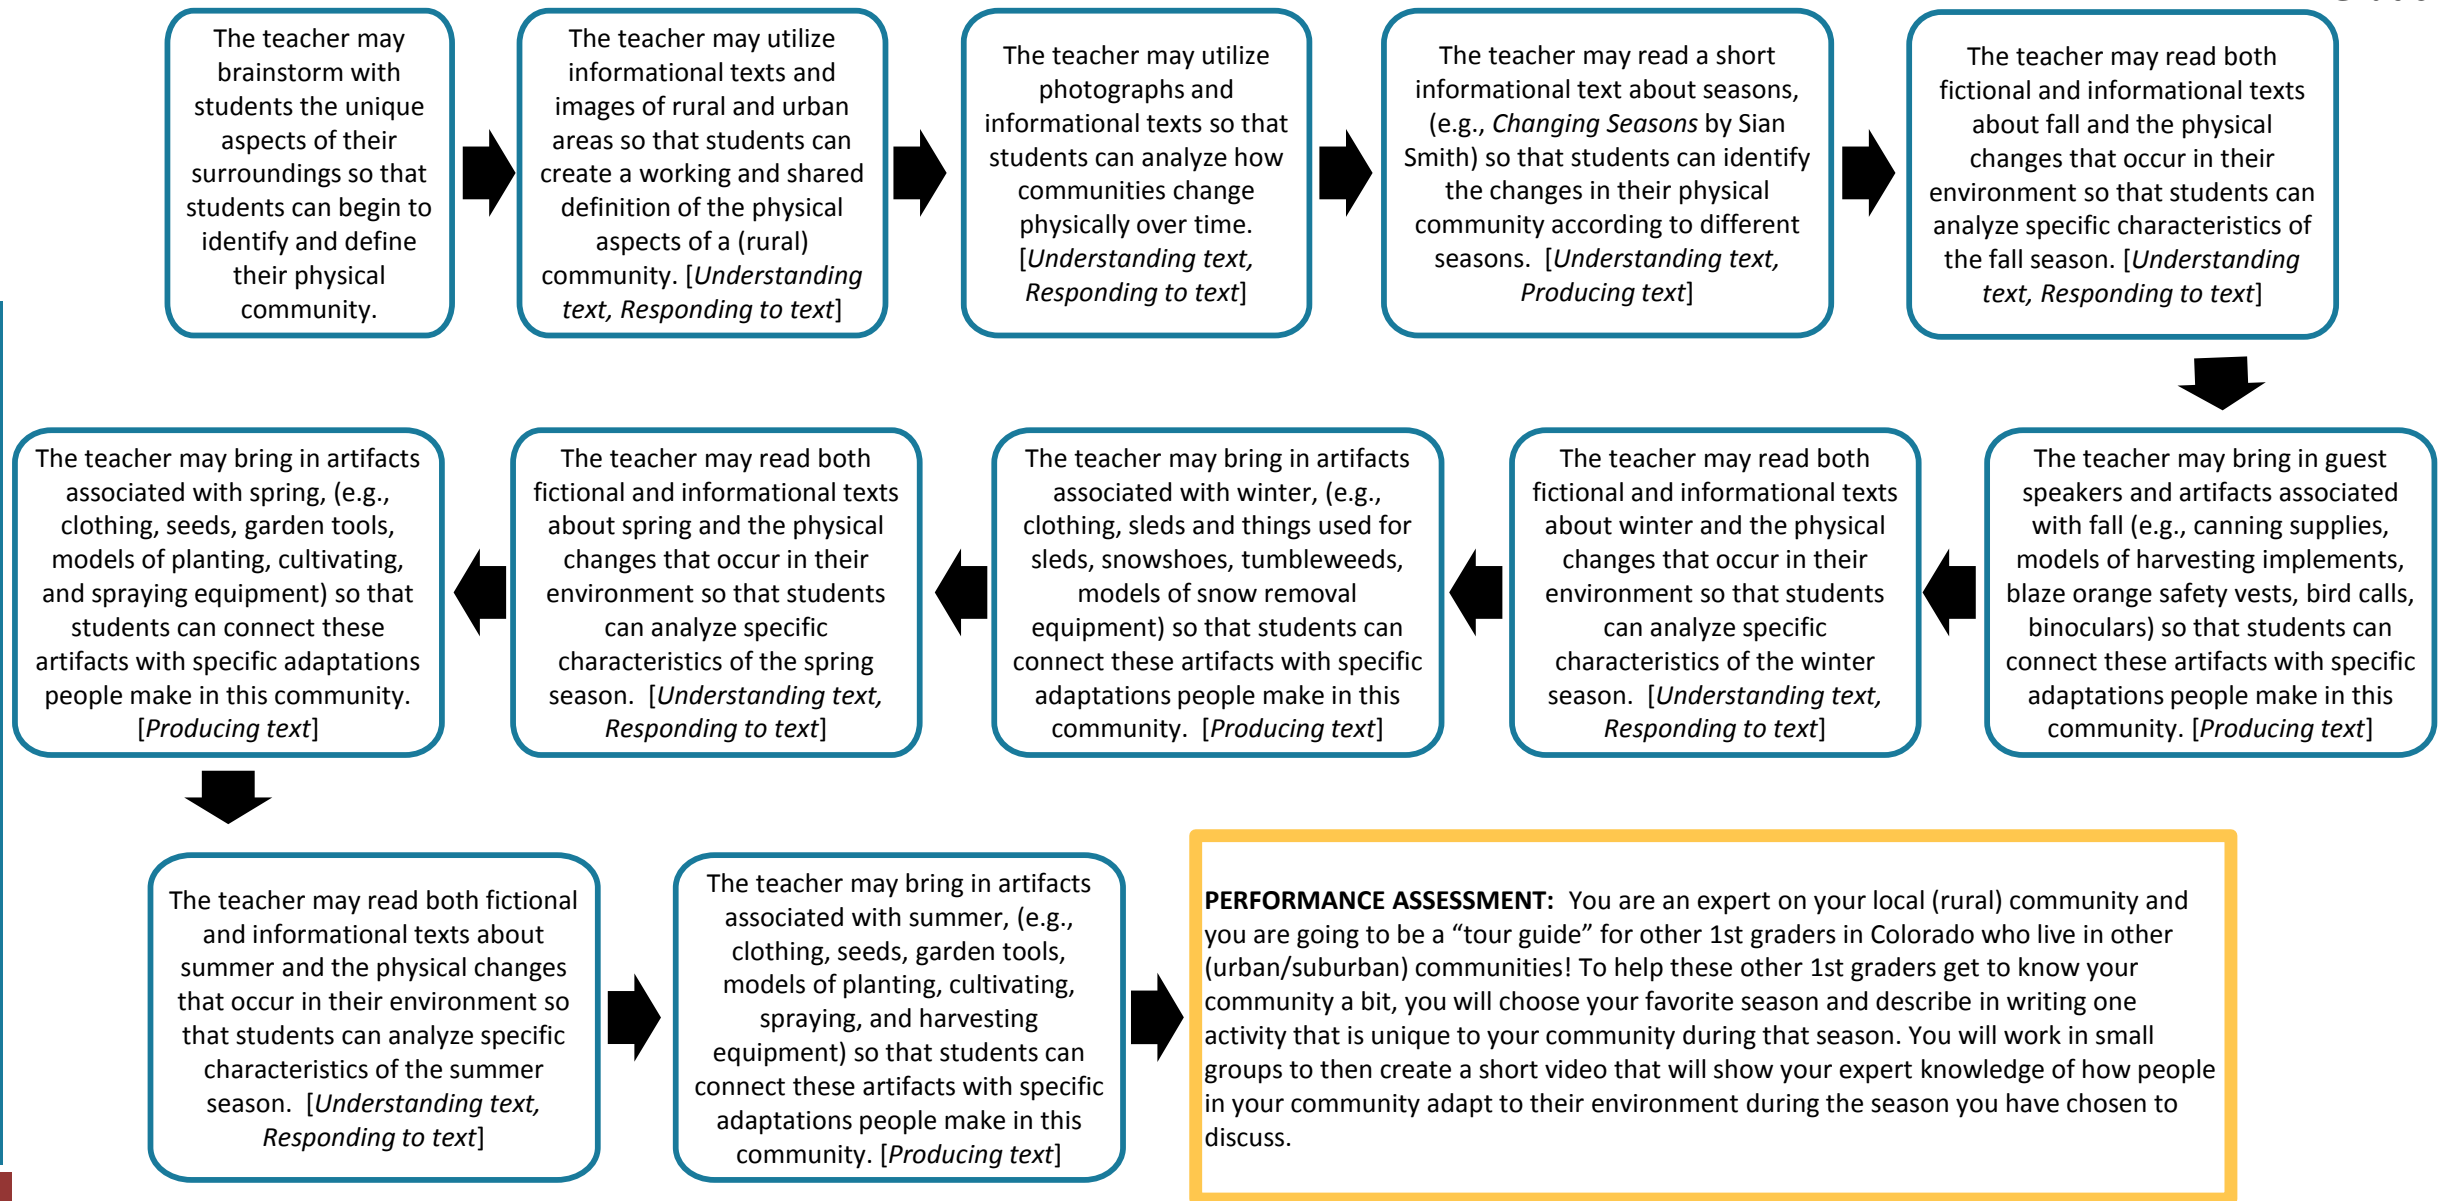 The teacher may
brainstorm with
students the unique
aspects of their
surroundings so that
students can begin to
identify and define
their physical
community.
The teacher may utilize
informational texts and
images of rural and urban
areas so that students can
create a working and shared
definition of the physical
aspects of a (rural)
community. [Understanding
text, Responding to text]
The teacher may utilize
photographs and
informational texts so that
students can analyze how
communities change
physically over time.
[Understanding text,
Responding to text]
The teacher may read a short
informational text about seasons,
(e.g., Changing Seasons by Sian
Smith) so that students can identify
the changes in their physical
community according to different
seasons. [Understanding text,
Producing text]
The teacher may read both
fictional and informational texts
about fall and the physical
changes that occur in their
environment so that students can
analyze specific characteristics of
the fall season. [Understanding
text, Responding to text]
The teacher may bring in guest
speakers and artifacts associated
with fall (e.g., canning supplies,
models of harvesting implements,
blaze orange safety vests, bird calls,
binoculars) so that students can
connect these artifacts with specific
adaptations people make in this
community. [Producing text]
The teacher may read both
fictional and informational texts
about winter and the physical
changes that occur in their
environment so that students
can analyze specific
characteristics of the winter
season. [Understanding text,
Responding to text]
The teacher may bring in artifacts
associated with winter, (e.g.,
clothing, sleds and things used for
sleds, snowshoes, tumbleweeds,
models of snow removal
equipment) so that students can
connect these artifacts with specific
adaptations people make in this
community. [Producing text]
The teacher may read both
fictional and informational texts
about spring and the physical
changes that occur in their
environment so that students
can analyze specific
characteristics of the spring
season. [Understanding text,
Responding to text]
The teacher may bring in artifacts
associated with spring, (e.g.,
clothing, seeds, garden tools,
models of planting, cultivating,
and spraying equipment) so that
students can connect these
artifacts with specific adaptations
people make in this community.
[Producing text]
The teacher may read both fictional
and informational texts about
summer and the physical changes
that occur in their environment so
that students can analyze specific
characteristics of the summer
season. [Understanding text,
Responding to text]
The teacher may bring in artifacts
associated with summer, (e.g.,
clothing, seeds, garden tools,
models of planting, cultivating,
spraying, and harvesting
equipment) so that students can
connect these artifacts with specific
adaptations people make in this
community. [Producing text]
PERFORMANCE ASSESSMENT: You are an expert on your local (rural) community and
you are going to be a “tour guide” for other 1st graders in Colorado who live in other
(urban/suburban) communities! To help these other 1st graders get to know your
community a bit, you will choose your favorite season and describe in writing one
activity that is unique to your community during that season. You will work in small
groups to then create a short video that will show your expert knowledge of how people
in your community adapt to their environment during the season you have chosen to
discuss.